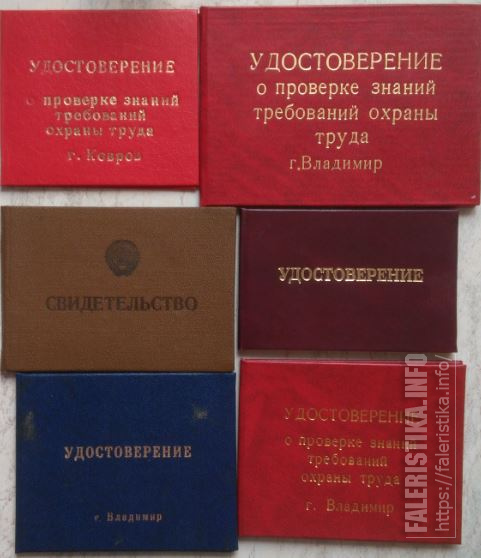 УДОСТОВЕРЕНИЕ
о проверке знаний
требований
охраны труда
г. Ковров
УДОСТОВЕРЕНИЕ
о проверке знаний
требований охраны
труда
г.Владимир
СВИДЕТЕЛЬСТВО
УДОСТОВЕРЕНИЕ
УДОСТОВЕРЕНИЕ
г. Владимир
УДОСТОВЕРЕНИЕ
о проверке знаний
требований
охраны труда
г. Владимир
FALERISTIKA.INFO
https://faleristika.info/